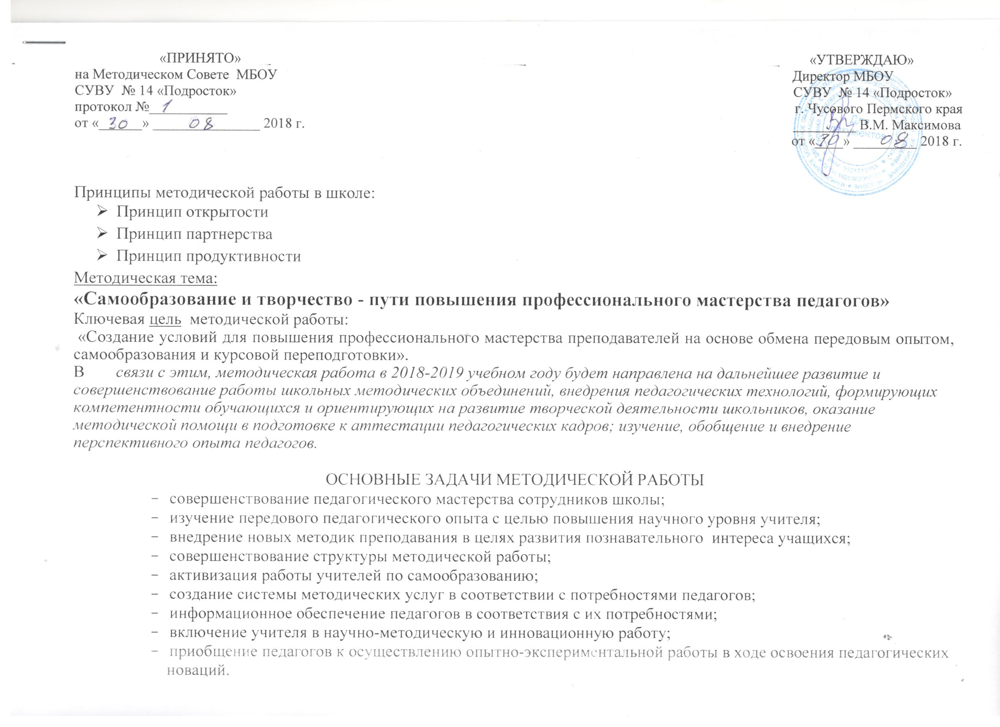 «ПРИНЯТО»
на Методическом Совете МБОУ
СУВУ № 14 «Подросток»
протокол № 1
от « 30 » 08 2018 г.
«УТВЕРЖДАЮ»
Директор МБОУ
СУВУ № 14 «Подросток»
г. Чусового Пермского края
В.М. Максимова
от «30» 08 2018 г.
Для
документов
Принципы методической работы в школе:
➢ Принцип открытости
➢ Принцип партнерства
➢ Принцип продуктивности
Методическая тема:
«Самообразование и творчество - пути повышения профессионального мастерства педагогов»
Ключевая цель методической работы:
«Создание условий для повышения профессионального мастерства преподавателей на основе обмена передовым опытом,
самообразования и курсовой переподготовки».
В связи с этим, методическая работа в 2018-2019 учебном году будет направлена на дальнейшее развитие и
совершенствование работы школьных методических объединений, внедрения педагогических технологий, формирующих
компетентности обучающихся и ориентирующих на развитие творческой деятельности школьников, оказание
методической помощи в подготовке к аттестации педагогических кадров; изучение, обобщение и внедрение
перспективного опыта педагогов.
ОСНОВНЫЕ ЗАДАЧИ МЕТОДИЧЕСКОЙ РАБОТЫ
- совершенствование педагогического мастерства сотрудников школы;
- изучение передового педагогического опыта с целью повышения научного уровня учителя;
- внедрение новых методик преподавания в целях развития познавательного интереса учащихся;
- совершенствование структуры методической работы;
- активизация работы учителей по самообразованию;
- создание системы методических услуг в соответствии с потребностями педагогов;
- информационное обеспечение педагогов в соответствия с их потребностями;
- включение учителя в научно-методическую и инновационную работу;
- приобщение педагогов к осуществлению опытно-экспериментальной работы в ходе освоения педагогических
новаций.